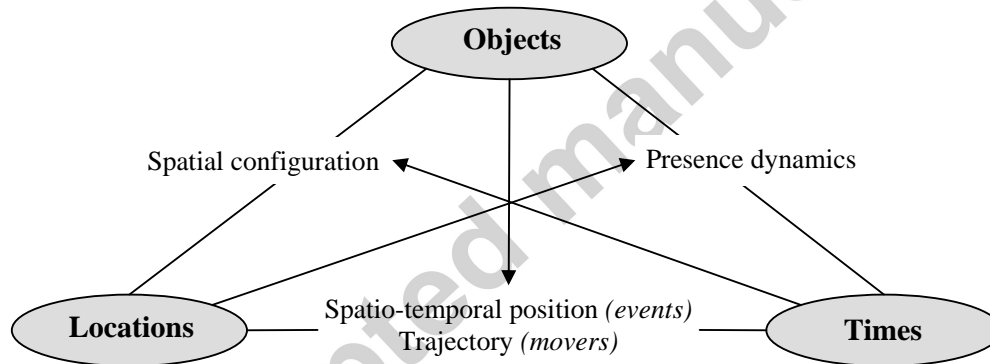 Objects
Spatial configuration
Presence dynamics
Locations
Spatio-temporal position (events)
Trajectory (movers)
Times